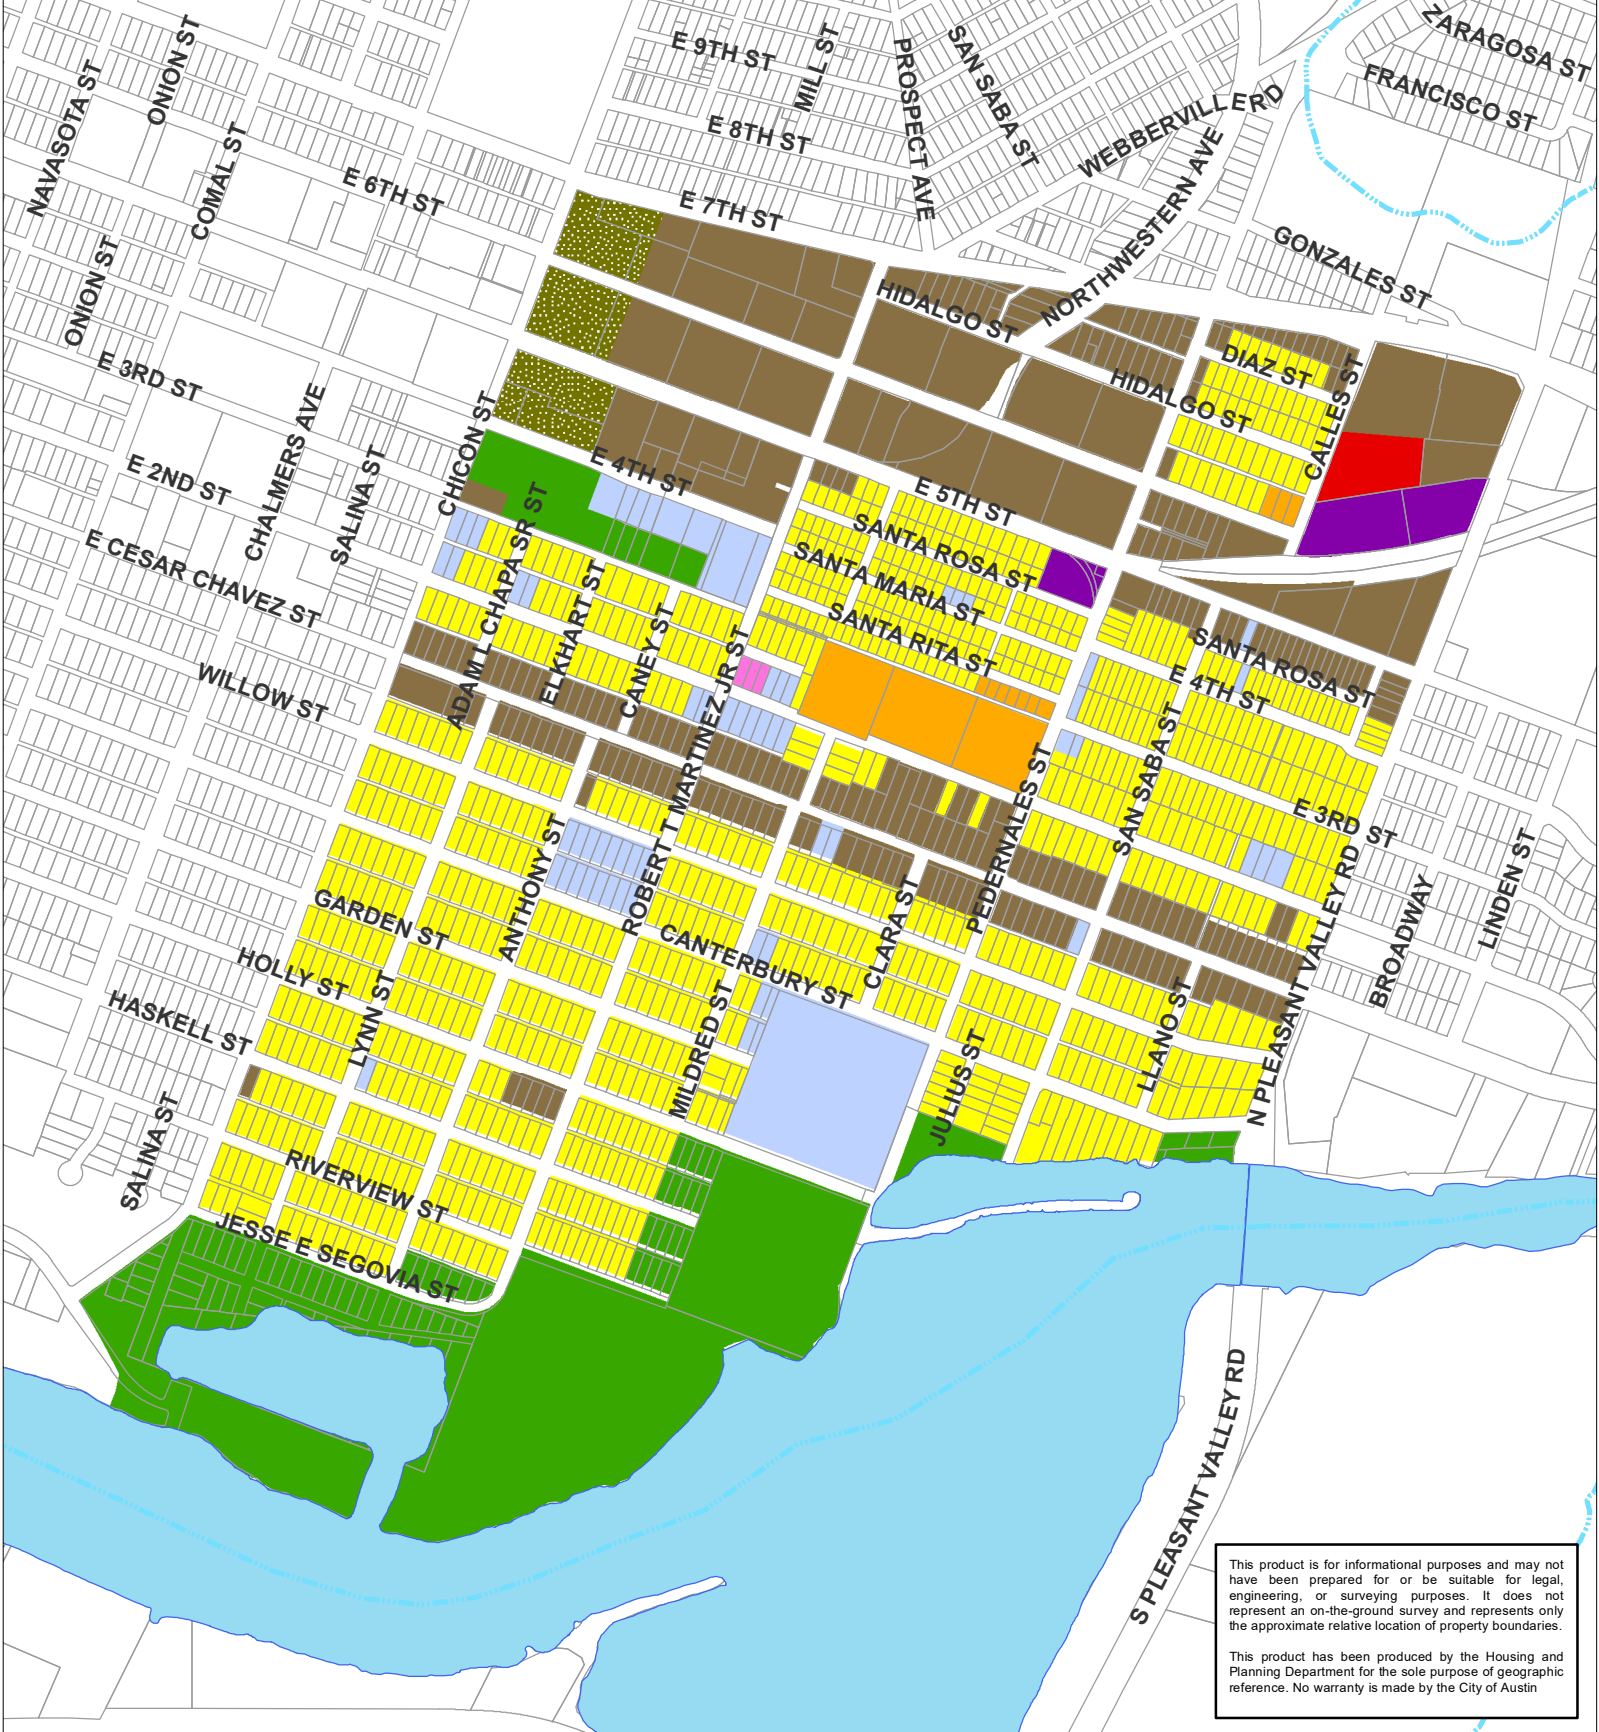 ZARAGOSA ST
ONION ST
E 9TH ST
MILL ST
PROSPECT AVE
SAN SABA ST
FRANCISCO ST
NAVASOTA ST
WEBBERVILLE RD
E 8TH ST
COMAL ST
E 6TH ST
NORTHWESTERN AVE
E 7TH ST
ONION ST
GONZALES ST
HIDALGO ST
E 3RD ST
DIAZ ST
HIDALGO ST
CALLES ST
CHALMERS AVE
CHICON ST
SALINA ST
E 2ND ST
E 4TH ST
E 5TH ST
ADAM L CHAPA SR ST
SANTA ROSA ST
E CESAR CHAVEZ ST
SANTA MARIA ST
ELKHART ST
CANEY ST
SANTA RITA ST
SANTA ROSA ST
E 4TH ST
WILLOW ST
ROBERT T MARTINEZ JR ST
SAN SABA ST
PEDERNALES ST
E 3RD ST
ANTHONY ST
LINDEN ST
N PLEASANT VALLEY RD
BROADWAY
CLARA ST
GARDEN ST
CANTERBURY ST
HOLLY ST
LYNN ST
MILDRED ST
LLANO ST
HASKELL ST
JULIUS ST
SALINA ST
RIVERVIEW ST
JESSE E SEGOVIA ST
S PLEASANT VALLEY RD
This product is for informational purposes and may not
have been prepared for or be suitable for legal,
engineering, or surveying purposes. It does not
represent an on-the-ground survey and represents only
the approximate relative location of property boundaries.
This product has been produced by the Housing and
Planning Department for the sole purpose of geographic
reference. No warranty is made by the City of Austin